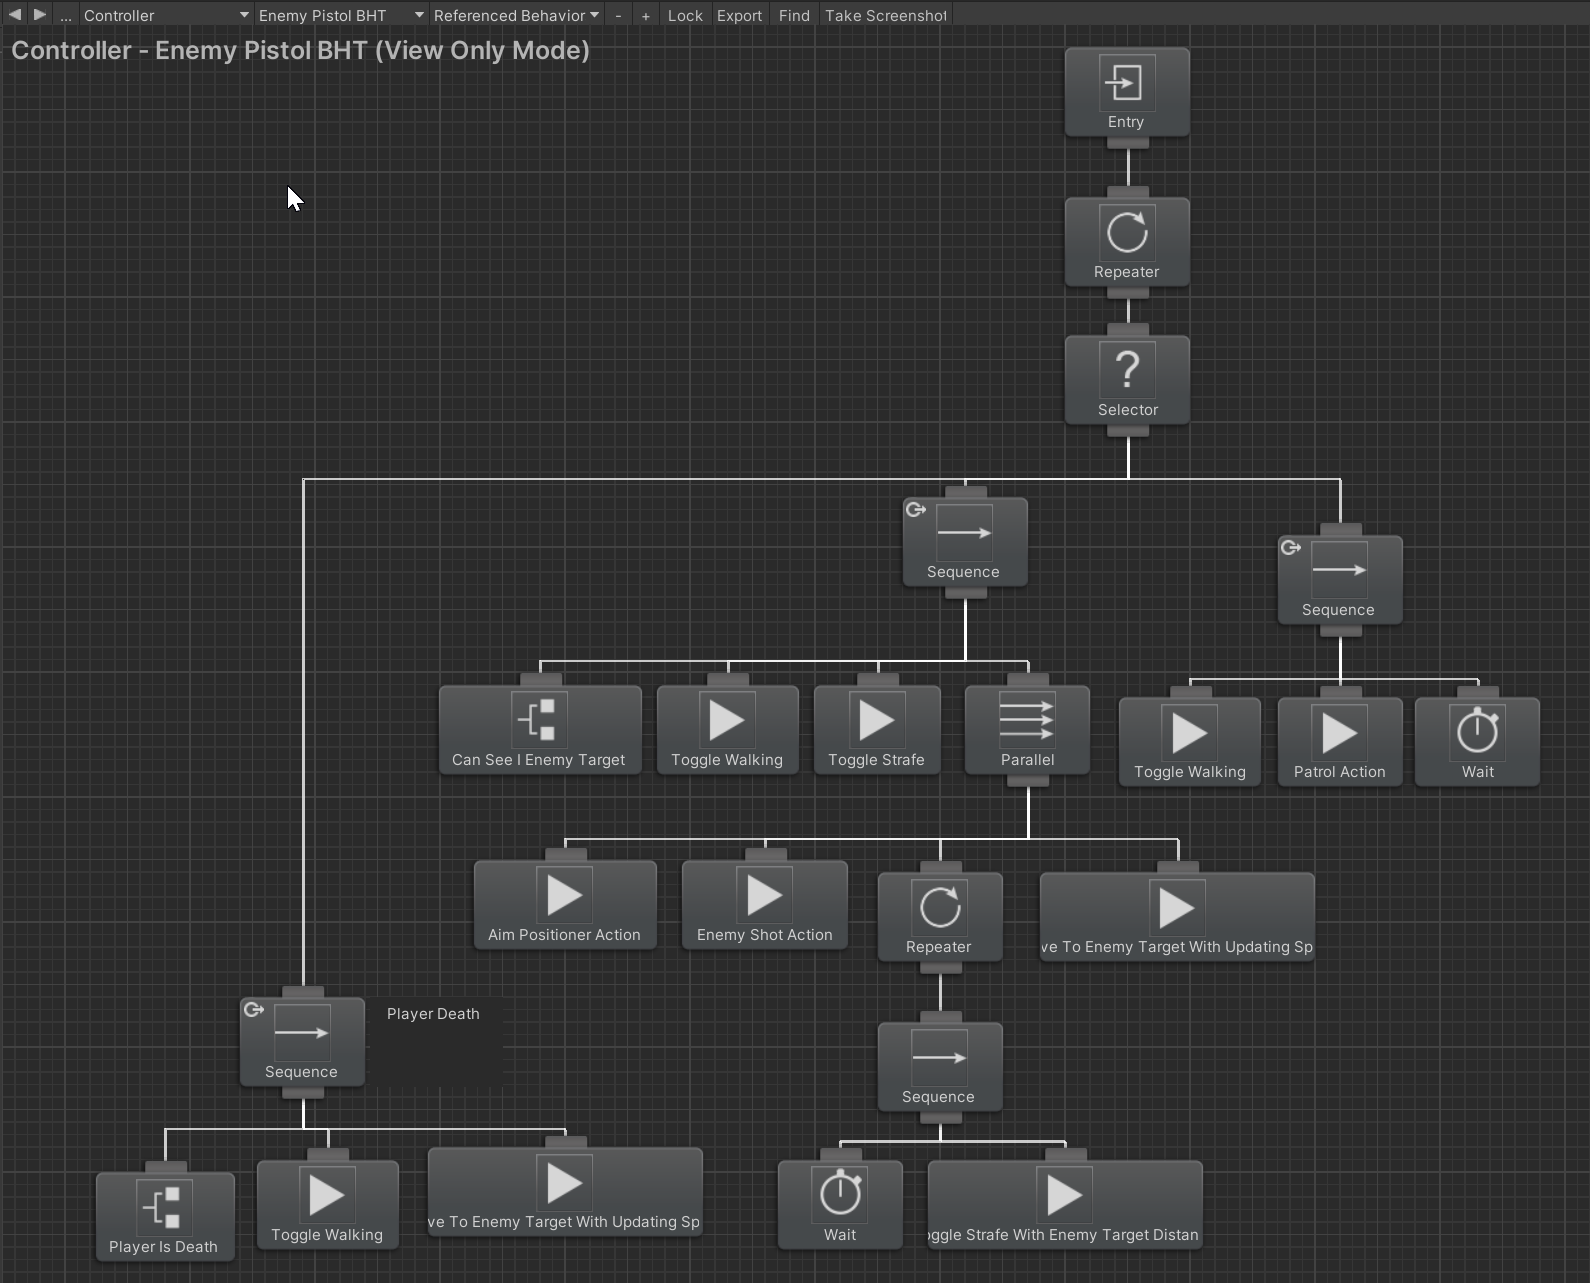 ... Controller Enemy Pistol BHT Referenced Behavior - + Lock Export Find Take Screenshot
Controller - Enemy Pistol BHT (View Only Mode)
Entry
Repeater
?
Selector
Sequence
Sequence
Can See I Enemy Target
Toggle Walking
Toggle Strafe
Parallel
Toggle Walking
Patrol Action
Wait
Aim Positioner Action
Enemy Shot Action
Repeater
ve To Enemy Target With Updating Sp
Sequence
Player Death
Sequence
Player Is Death
Toggle Walking
ve To Enemy Target With Updating Sp
Wait
oggle Strafe With Enemy Target Distan